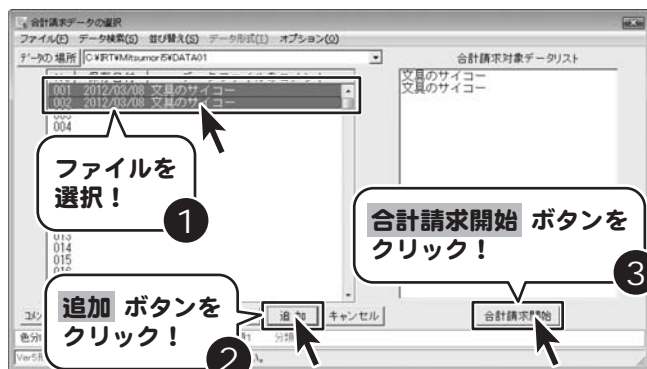 合計請求データの選択
ファイル(F) データ検索(S) 並び替え(S) データ形式(T) オプション(O)
データの場所 C:¥IRT¥Mitsumori5¥DATA01
合計請求対象データリスト
001 2012/03/08 文具のサイコー
002 2012/03/08 文具のサイコー
文具のサイコー
文具のサイコー
004
ファイルを
選択！
1
合計請求開始 ボタンを
クリック！
3
013
014
015
追加 ボタンを
クリック！
2
追 加
キャンセル
合計請求開始